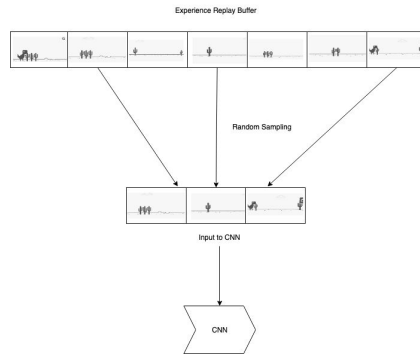 Experience Replay Buffer
Random Sampling
Input to CNN
CNN